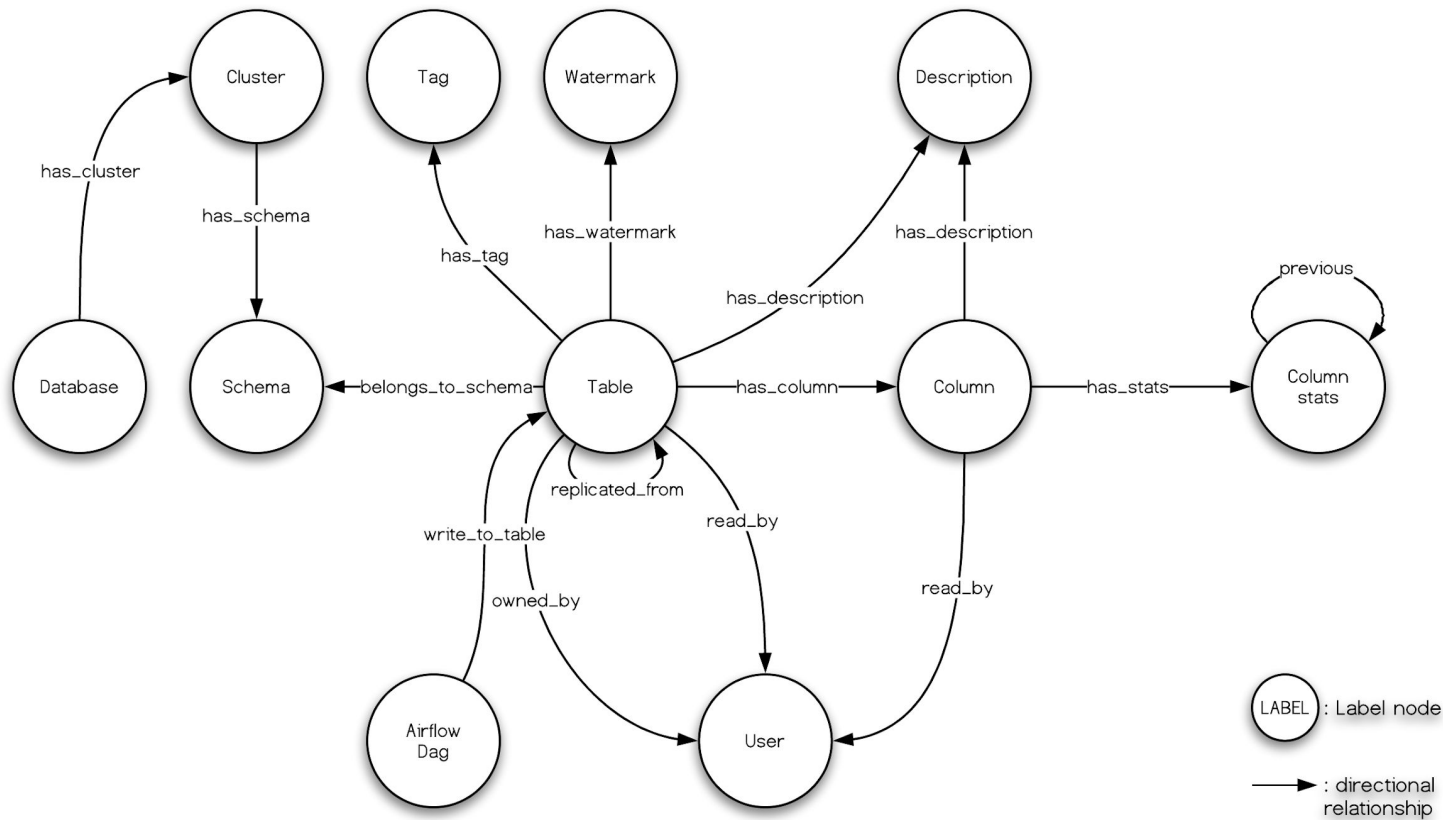 Cluster
Tag
Watermark
Description
has_cluster
has_schema
has_tag
has_watermark
has_description
has_description
previous
Database
Schema
belongs_to_schema
Table
has_column
Column
has_stats
Column
stats
replicated_from
write_to_table
read_by
owned_by
read_by
Airflow
Dag
User
LABEL : Label node
: directional
relationship